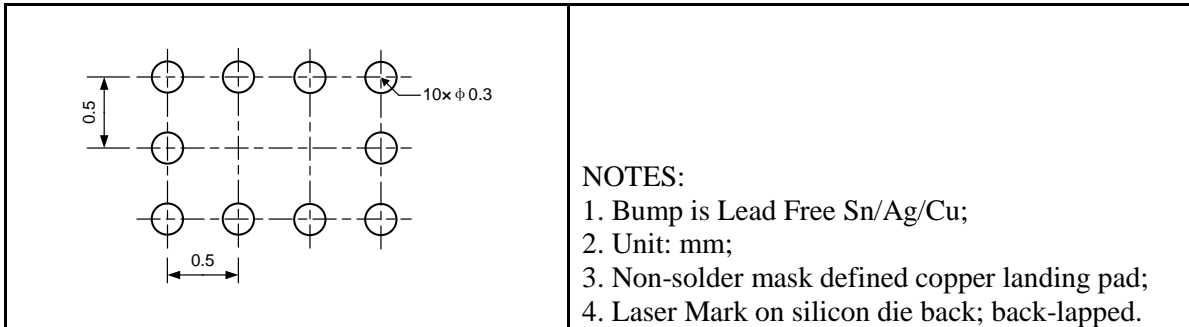 0.5
10× ϕ 0.3
0.5
NOTES:
1. Bump is Lead Free Sn/Ag/Cu;
2. Unit: mm;
3. Non-solder mask defined copper landing pad;
4. Laser Mark on silicon die back; back-lapped.